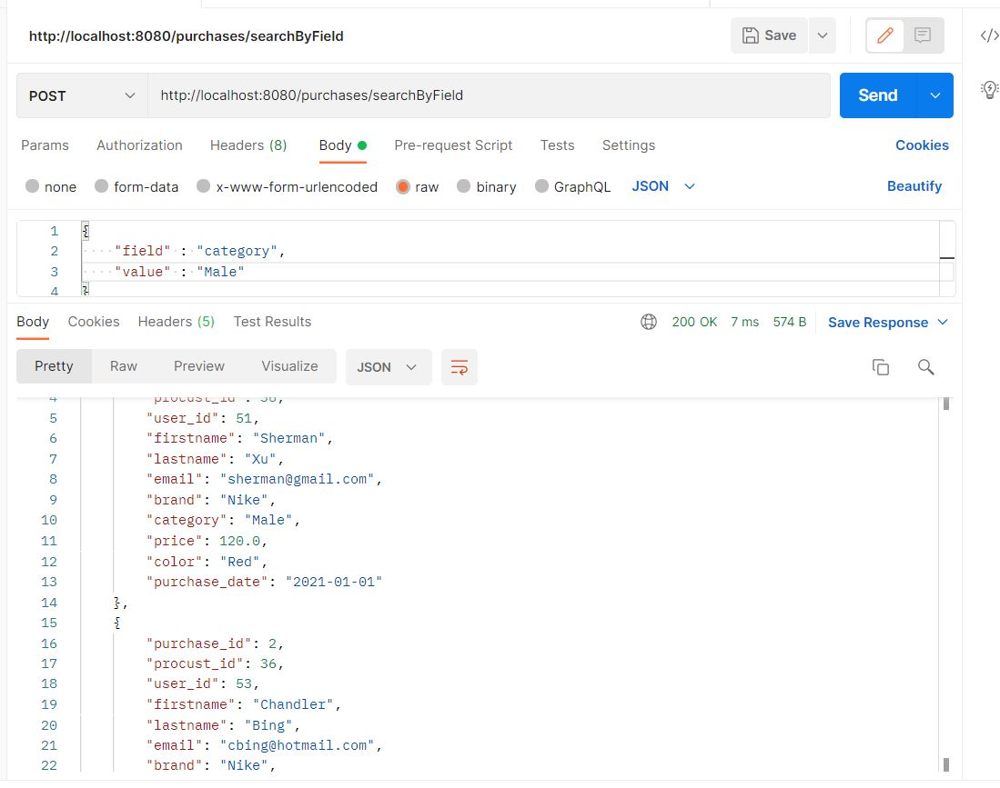 http://localhost:8080/purchases/searchByField
Save
POST
http://localhost:8080/purchases/searchByField
Send
Params Authorization Headers (8) Body Pre-request Script Tests Settings Cookies
none form-data x-www-form-urlencoded raw binary GraphQL JSON Beautify
1 {
2 "field" : "category",
3 "value" : "Male"
4 }
Body Cookies Headers (5) Test Results 200 OK 7 ms 574 B Save Response
Pretty Raw Preview Visualize JSON
4 "procust_id": 36,
5 "user_id": 51,
6 "firstname": "Sherman",
7 "lastname": "Xu",
8 "email": "sherman@gmail.com",
9 "brand": "Nike",
10 "category": "Male",
11 "price": 120.0,
12 "color": "Red",
13 "purchase_date": "2021-01-01"
14 },
15 {
16 "purchase_id": 2,
17 "procust_id": 36,
18 "user_id": 53,
19 "firstname": "Chandler",
20 "lastname": "Bing",
21 "email": "cbing@hotmail.com",
22 "brand": "Nike",